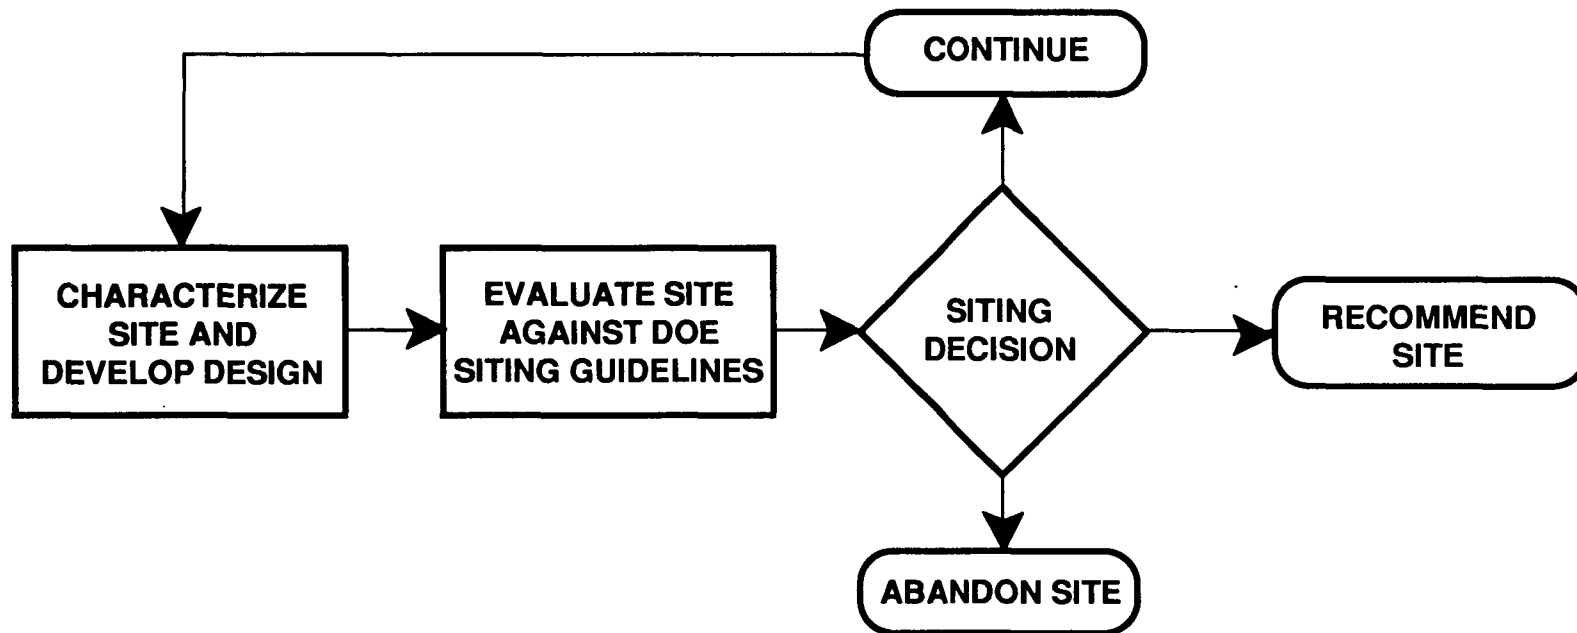 CONTINUE
CHARACTERIZE
SITE AND
DEVELOP DESIGN
EVALUATE SITE
AGAINST DOE
SITING GUIDELINES
SITING
DECISION
RECOMMEND
SITE
ABANDON SITE